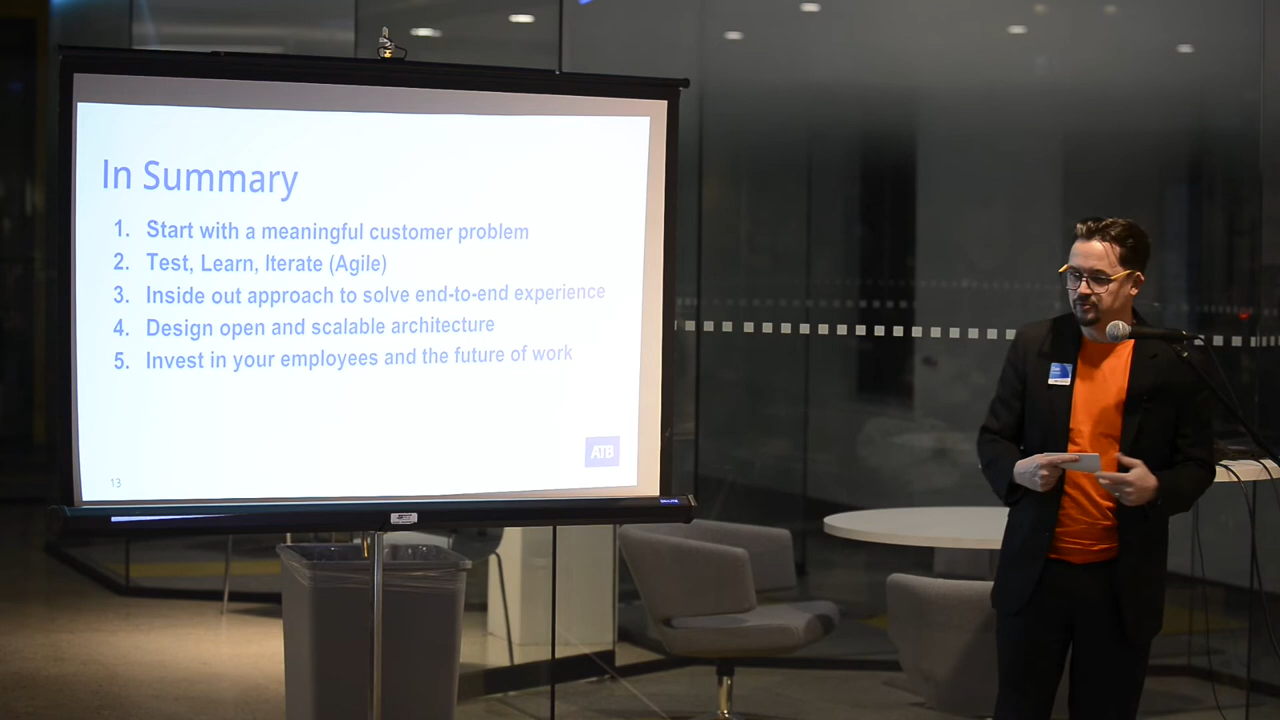 In Summary
1. Start with a meaningful customer problem
2. Test, Learn, Iterate (Agile)
3. Inside out approach to solve end-to-end experience
4. Design open and scalable architecture
5. Invest in your employees and the future of work
ATB
13